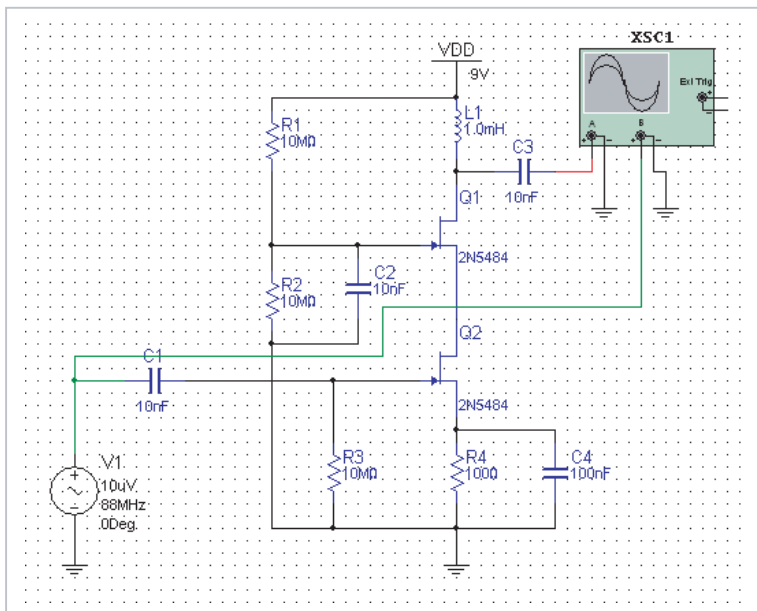 XSC1
VDD
9V
Ext Trig
+
-
A
B
+
-
+
-
L1
1.0mH
R1
10MΩ
C3
10nF
Q1
2N5484
C2
10nF
R2
10MΩ
Q2
C1
10nF
2N5484
V1
10uV
88MHz
0Deg
R3
10MΩ
R4
100Ω
C4
100nF